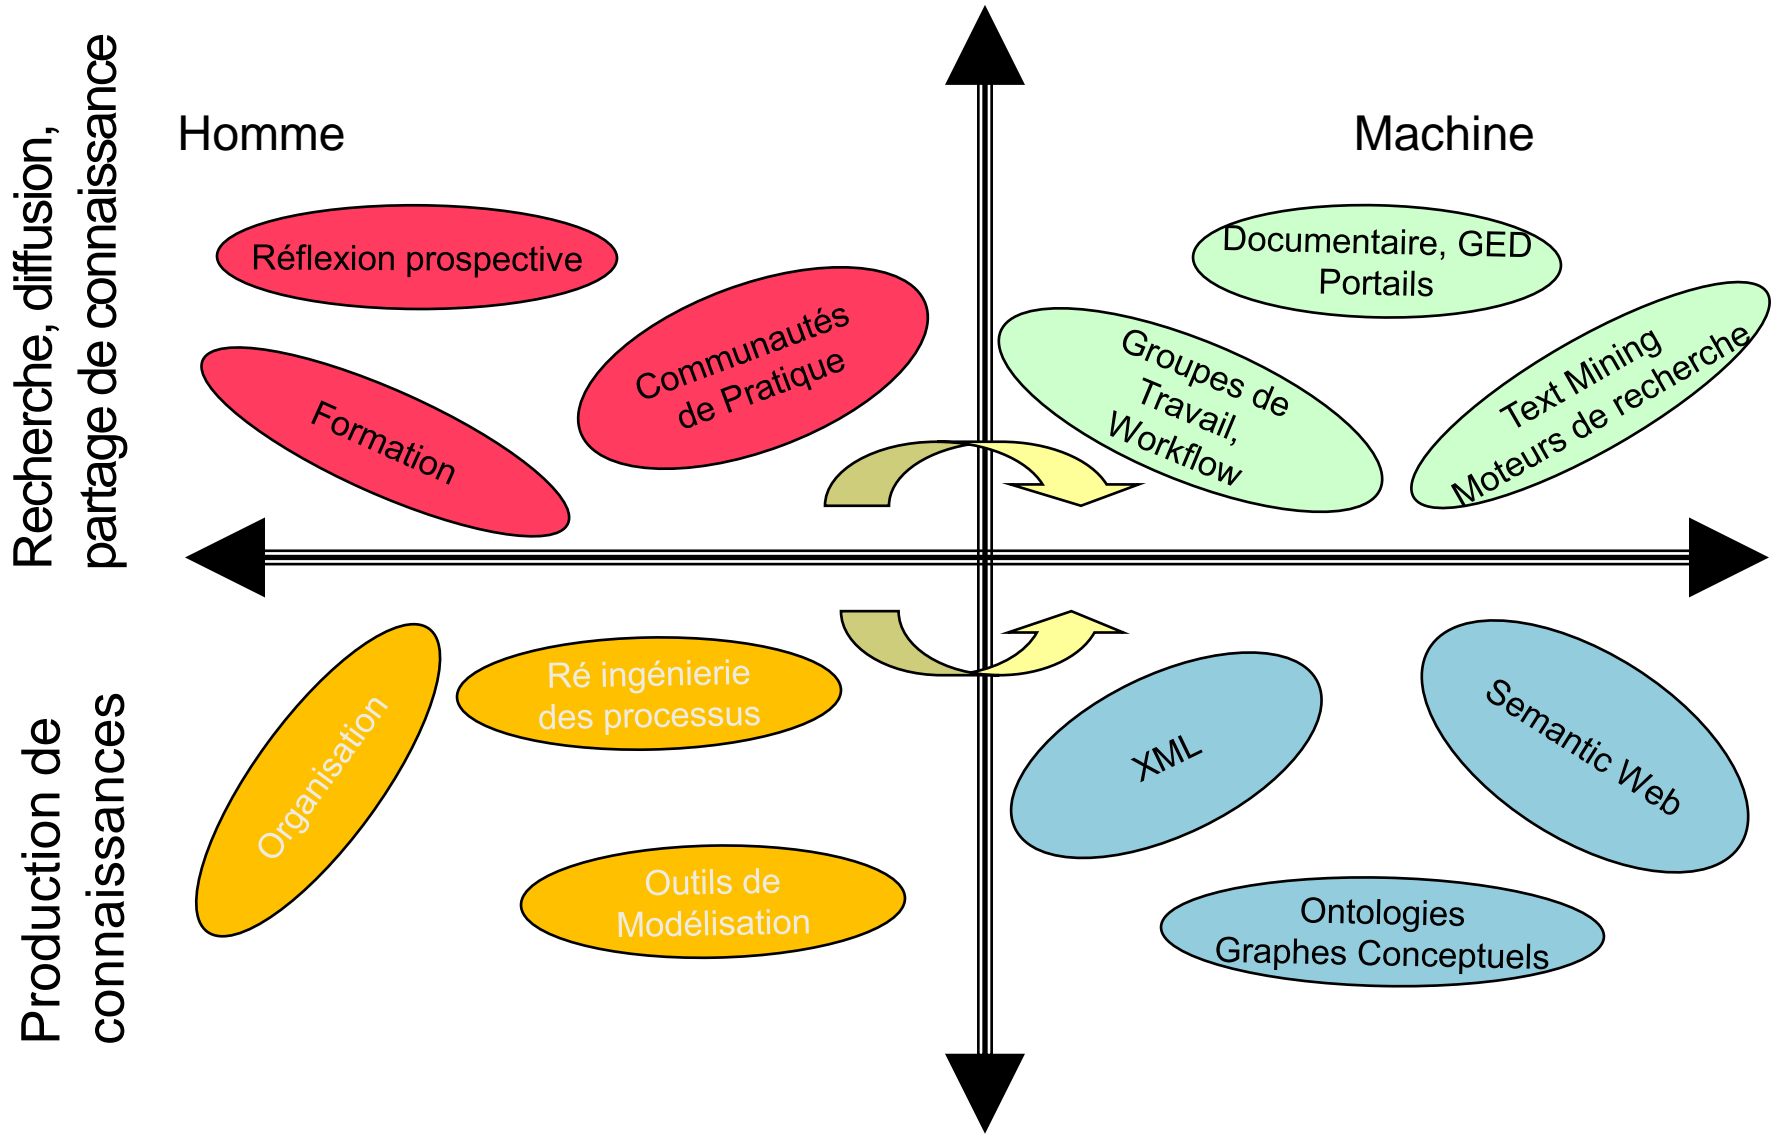 Recherche, diffusion,
partage de connaissance
Homme
Machine
Réflexion prospective
Communautés
de Pratique
Formation
Documentaire, GED
Portails
Groupes de
Travail,
Workflow
Text Mining
Moteurs de recherche
Production de
connaissances
Organisation
Ré ingénierie
des processus
Outils de
Modélisation
XML
Semantic Web
Ontologies
Graphes Conceptuels